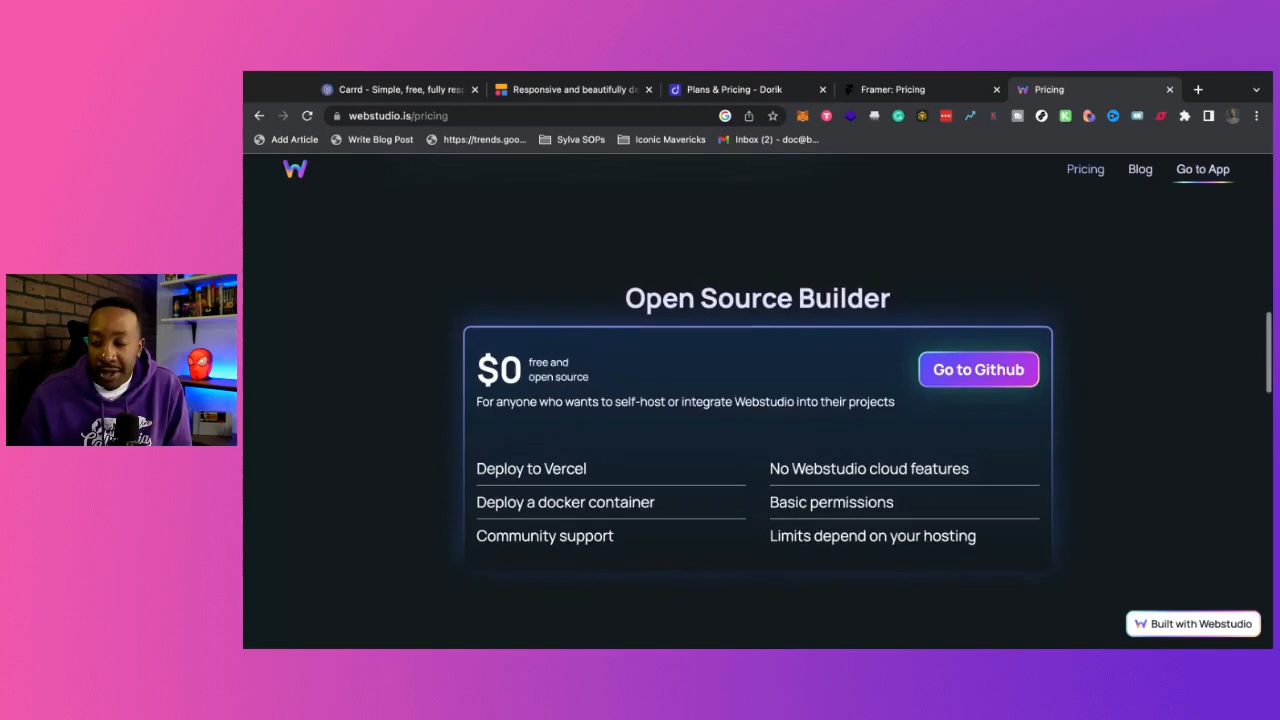 Carrd - Simple, free, fully resp
Responsive and beautifully de
Plans & Pricing - Dorik
Framer: Pricing
Pricing
webstudio.is/pricing
Add Article
Write Blog Post
https://trends.goo...
Sylva SOPs
Iconic Mavericks
Inbox (2) - doc@b...
Pricing
Blog
Go to App
Open Source Builder
$0
free and
open source
Go to Github
For anyone who wants to self-host or integrate Webstudio into their projects
Deploy to Vercel
No Webstudio cloud features
Deploy a docker container
Basic permissions
Community support
Limits depend on your hosting
Built with Webstudio